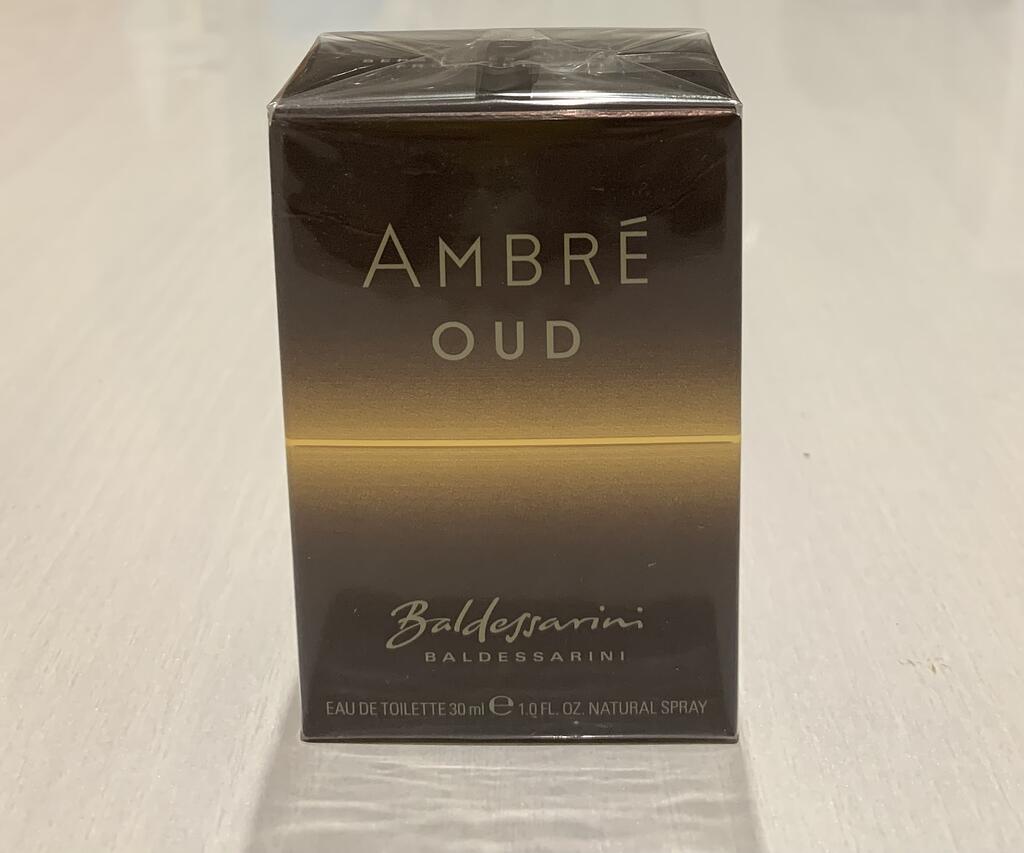 AMBRÉ
OUD
Baldessarini
BALDESSARINI
EAU DE TOILETTE 30 ml ℮ 1.0 FL. OZ. NATURAL SPRAY